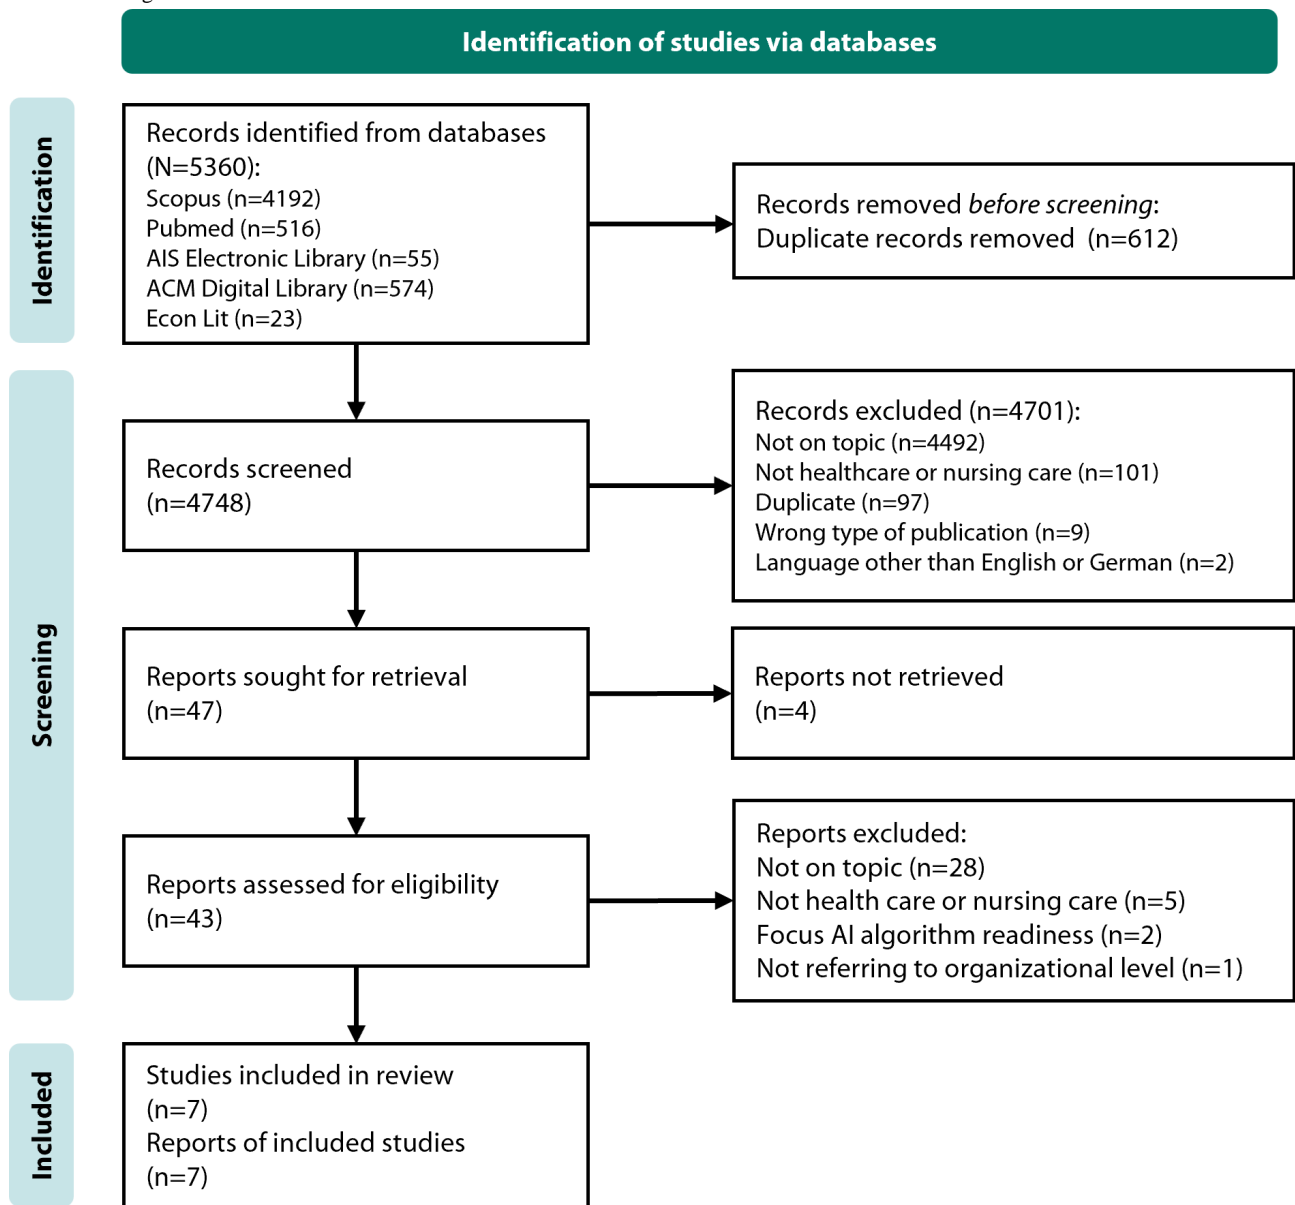 Identification of studies via databases
Identification
Records identified from databases
(N=5360):
Scopus (n=4192)
Pubmed (n=516)
AIS Electronic Library (n=55)
ACM Digital Library (n=574)
Econ Lit (n=23)
Records removed before screening:
Duplicate records removed (n=612)
Screening
Records screened
(n=4748)
Records excluded (n=4701):
Not on topic (n=4492)
Not healthcare or nursing care (n=101)
Duplicate (n=97)
Wrong type of publication (n=9)
Language other than English or German (n=2)
Reports sought for retrieval
(n=47)
Reports not retrieved
(n=4)
Reports assessed for eligibility
(n=43)
Reports excluded:
Not on topic (n=28)
Not health care or nursing care (n=5)
Focus AI algorithm readiness (n=2)
Not referring to organizational level (n=1)
Included
Studies included in review
(n=7)
Reports of included studies
(n=7)